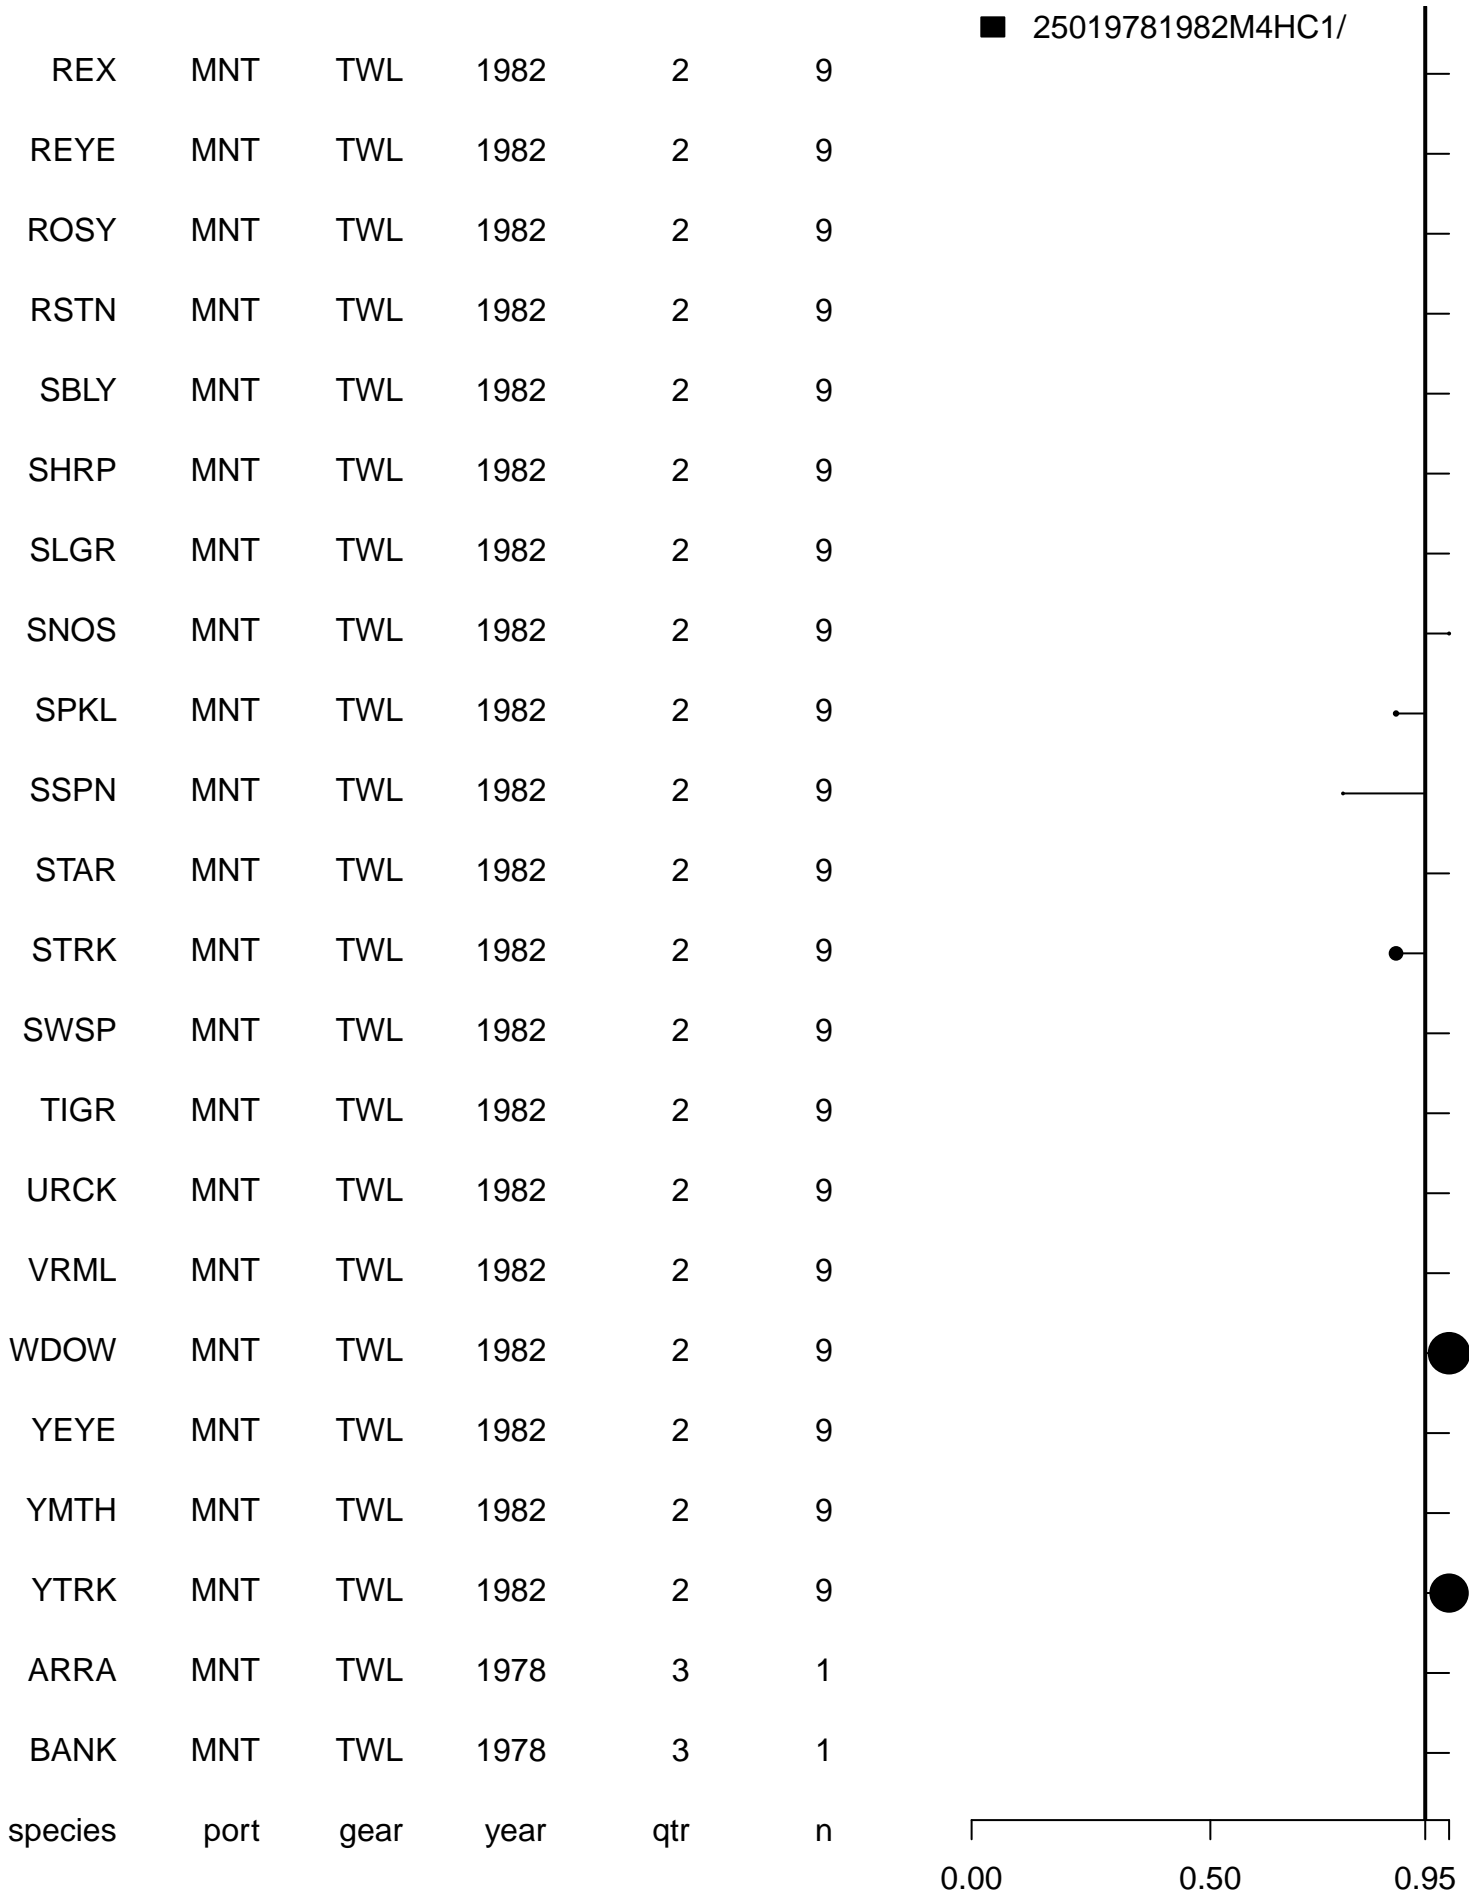 25019781982M4HC1/
REX MNT TWL 1982 2 9
REYE MNT TWL 1982 2 9
ROSY MNT TWL 1982 2 9
RSTN MNT TWL 1982 2 9
SBLY MNT TWL 1982 2 9
SHRP MNT TWL 1982 2 9
SLGR MNT TWL 1982 2 9
SNOS MNT TWL 1982 2 9
SPKL MNT TWL 1982 2 9
SSPN MNT TWL 1982 2 9
STAR MNT TWL 1982 2 9
STRK MNT TWL 1982 2 9
SWSP MNT TWL 1982 2 9
TIGR MNT TWL 1982 2 9
URCK MNT TWL 1982 2 9
VRML MNT TWL 1982 2 9
WDOW MNT TWL 1982 2 9
YEYE MNT TWL 1982 2 9
YMTH MNT TWL 1982 2 9
YTRK MNT TWL 1982 2 9
ARRA MNT TWL 1978 3 1
BANK MNT TWL 1978 3 1
species port gear year qtr n
0.00 0.50 0.95